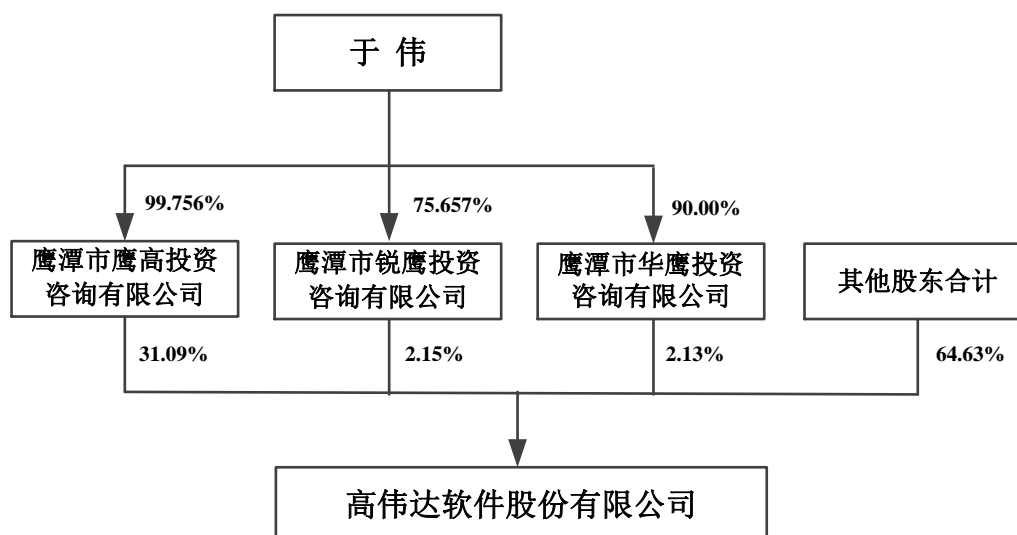 于 伟
99.756%
75.657%
90.00%
鹰潭市鹰高投资
咨询有限公司
鹰潭市锐鹰投资
咨询有限公司
鹰潭市华鹰投资
咨询有限公司
其他股东合计
31.09%
2.15%
2.13%
64.63%
高伟达软件股份有限公司